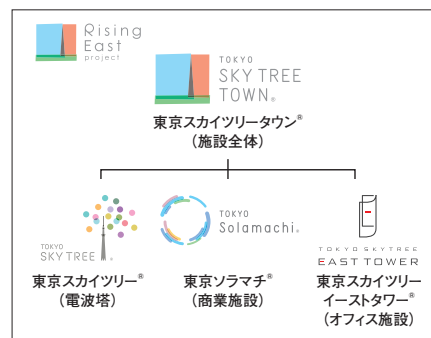 Rising
East
project
TOKYO
SKY TREE
TOWN®
東京スカイツリータウン®
(施設全体)
TOKYO
SKY TREE®
東京スカイツリー®
(電波塔)
TOKYO
Solamachi®
東京ソラマチ®
(商業施設)
TOKYO SKYTREE
EAST TOWER
東京スカイツリー
イーストタワー®
(オフィス施設)